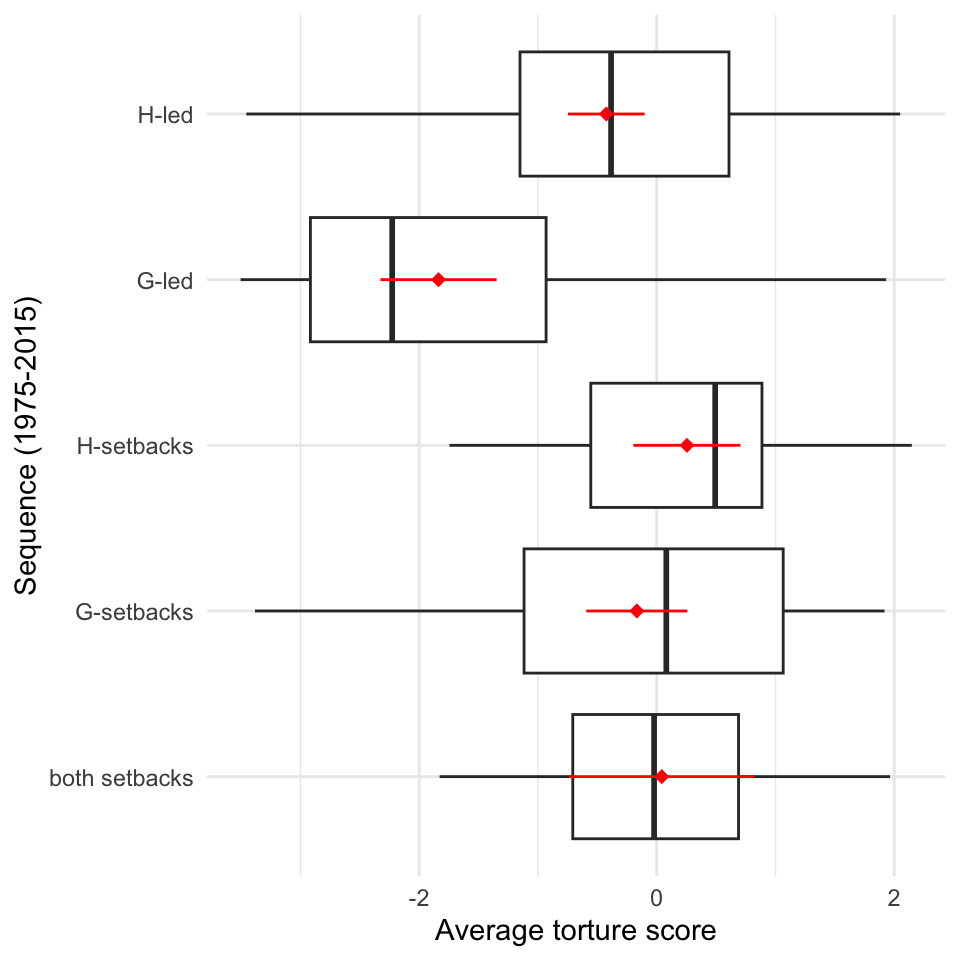 H-led
G-led
H-setbacks
G-setbacks
both setbacks
Sequence (1975-2015)
-2 0 2
Average torture score